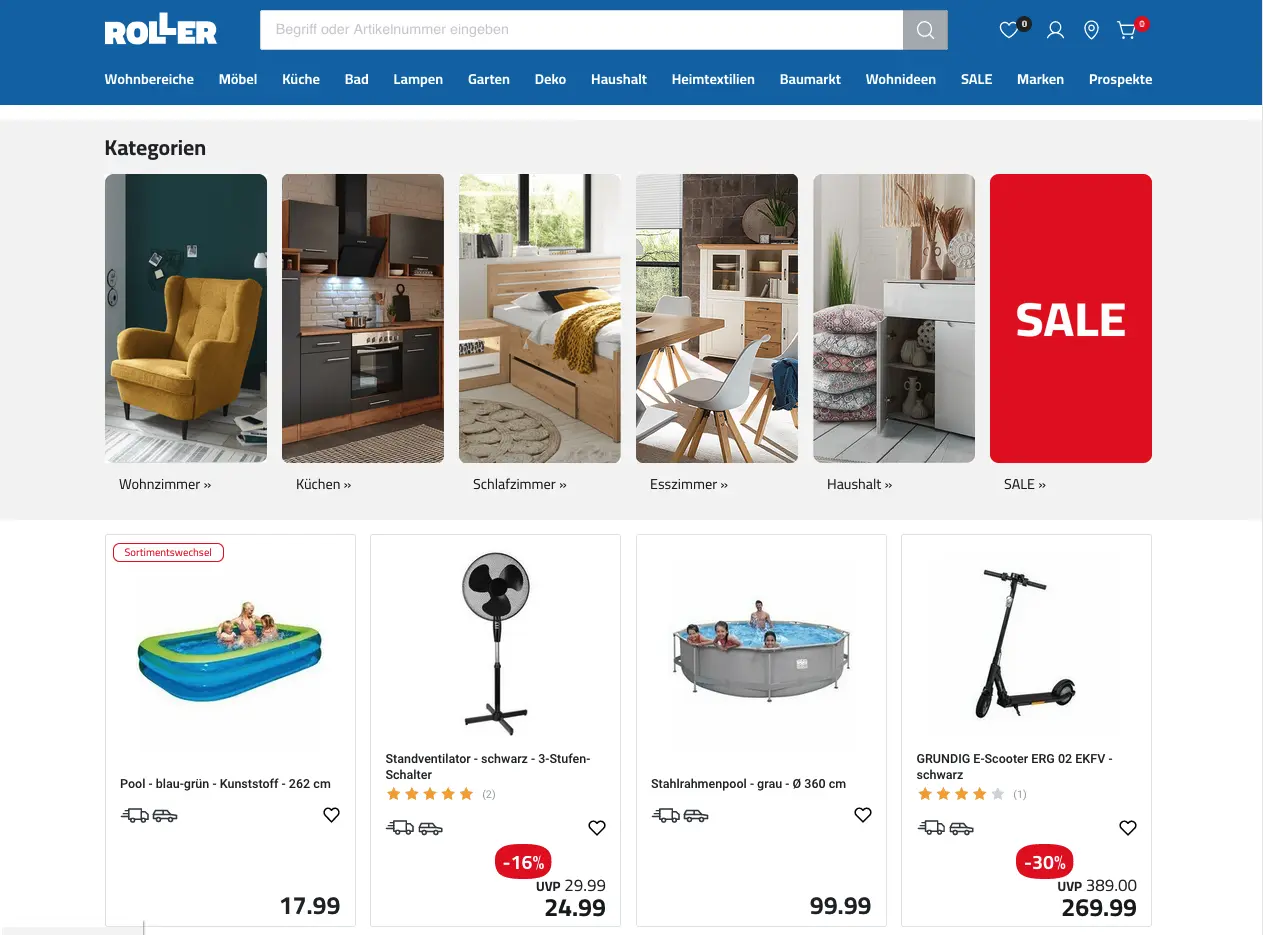 ROLLER
Begriff oder Artikelnummer eingeben
0
0
Wohnbereiche Möbel Küche Bad Lampen Garten Deko Haushalt Heimtextilien Baumarkt Wohnideen SALE Marken Prospekte
Kategorien
SALE
Wohnzimmer »
Küchen »
Schlafzimmer »
Esszimmer »
Haushalt »
SALE »
Sortimentswechsel
Pool - blau-grün - Kunststoff - 262 cm
17.99
Standventilator - schwarz - 3-Stufen-
Schalter
(2)
-16%
UVP 29.99
24.99
Stahlrahmenpool - grau - Ø 360 cm
99.99
GRUNDIG E-Scooter ERG 02 EKFV -
schwarz
(1)
-30%
UVP 389.00
269.99